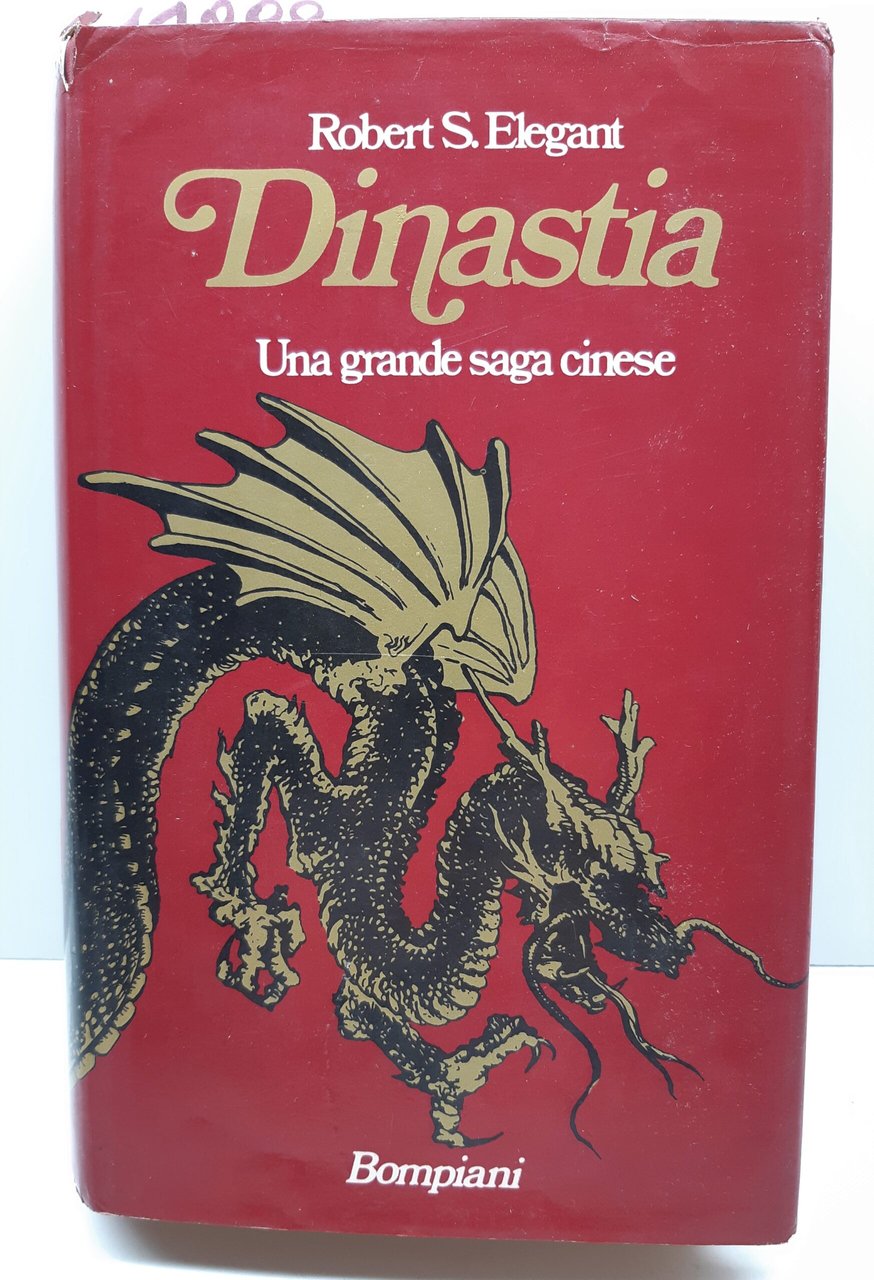 Robert S. Elegant
Dinastia
Una grande saga cinese
Bompiani